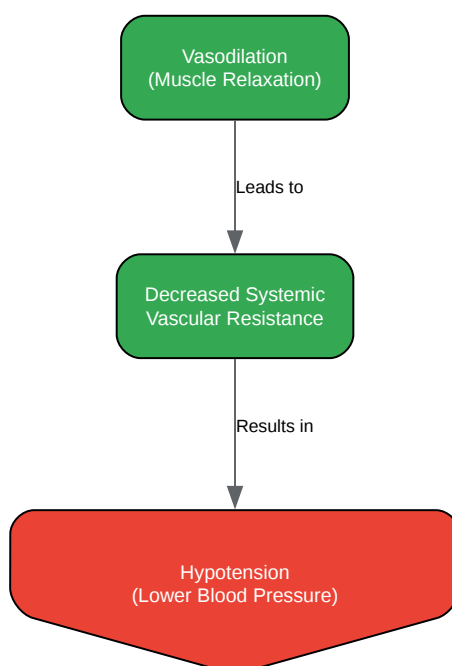 Vasodilation
(Muscle Relaxation)
Leads to
Decreased Systemic
Vascular Resistance
Results in
Hypotension
(Lower Blood Pressure)